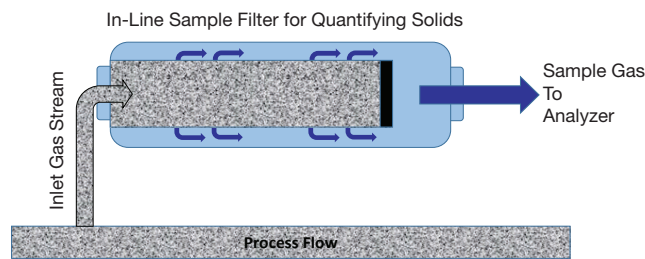 In-Line Sample Filter for Quantifying Solids
Inlet Gas Stream
Sample Gas
To
Analyzer
Process Flow